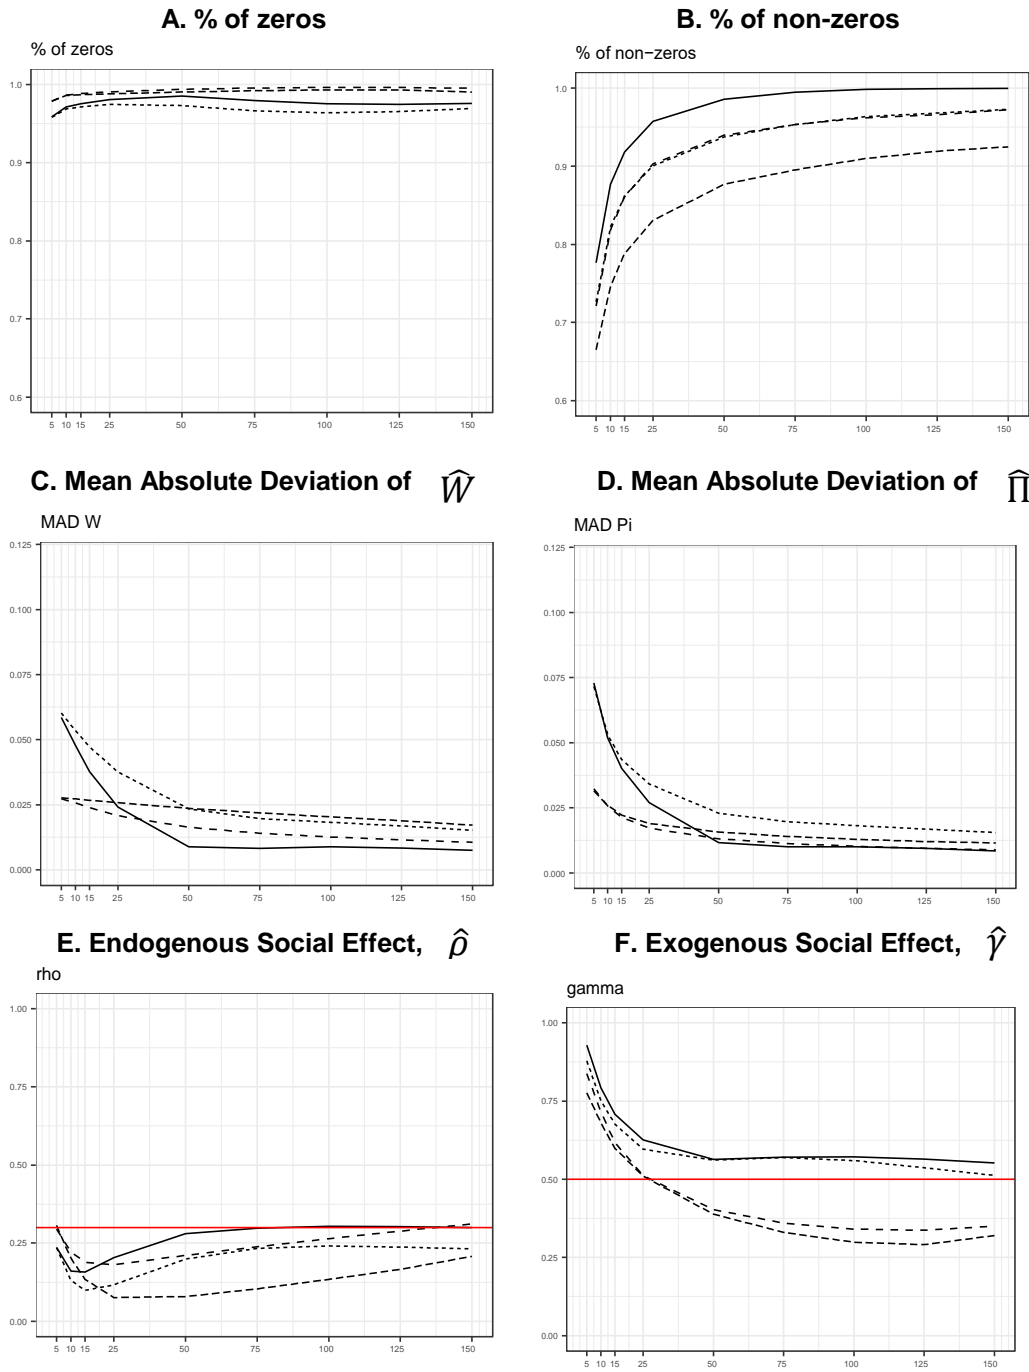 A. % of zeros
% of zeros
1.0
0.9
0.8
0.7
0.6
5 10 15 25 50 75 100 125 150
B. % of non-zeros
% of non−zeros
1.0
0.9
0.8
0.7
0.6
5 10 15 25 50 75 100 125 150
C. Mean Absolute Deviation of Ŵ
MAD W
0.125
0.100
0.075
0.050
0.025
0.000
5 10 15 25 50 75 100 125 150
D. Mean Absolute Deviation of Π̂
MAD Pi
0.125
0.100
0.075
0.050
0.025
0.000
5 10 15 25 50 75 100 125 150
E. Endogenous Social Effect, ρ̂
rho
1.00
0.75
0.50
0.25
0.00
5 10 15 25 50 75 100 125 150
F. Exogenous Social Effect, γ̂
gamma
1.00
0.75
0.50
0.25
0.00
5 10 15 25 50 75 100 125 150